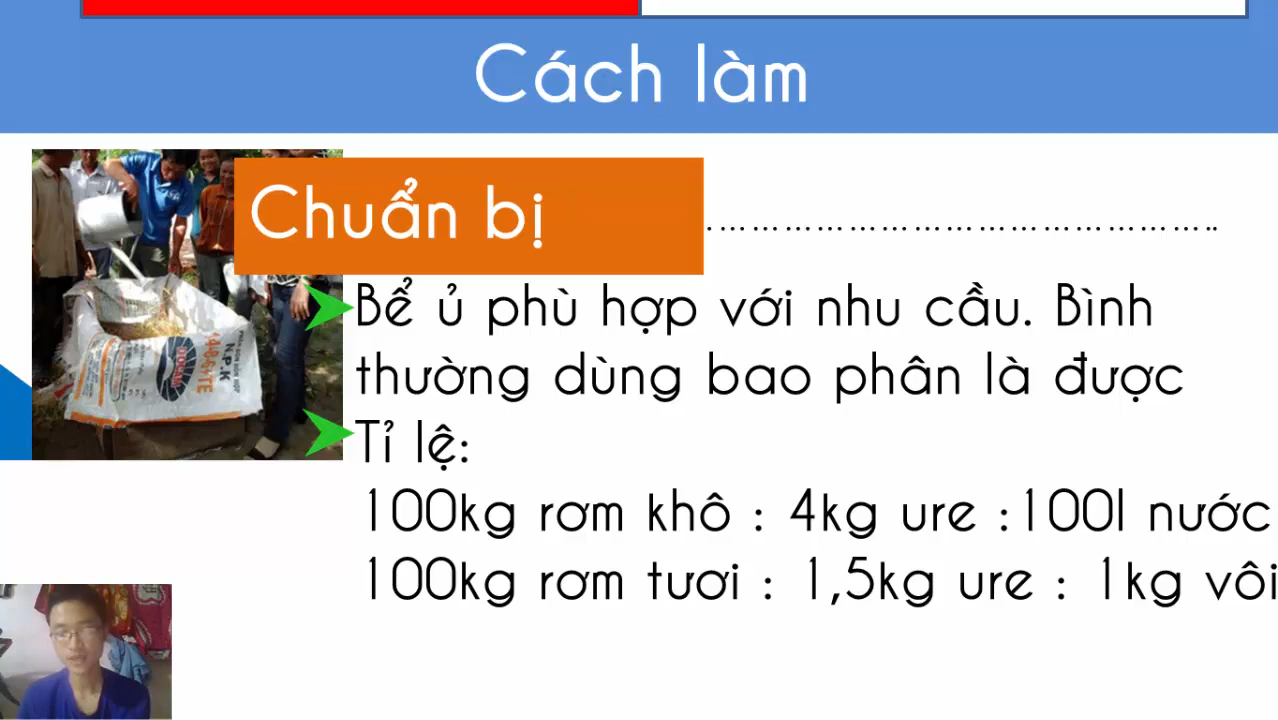 Cách làm
Chuẩn bị
Bể ủ phù hợp với nhu cầu. Bình
thường dùng bao phân là được
Tỉ lệ:
100kg rơm khô : 4kg ure :100l nước
100kg rơm tươi : 1,5kg ure : 1kg vôi
N.P.K